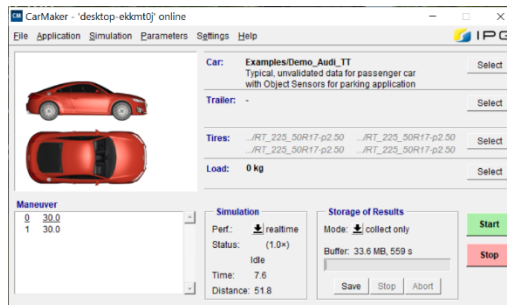 CM CarMaker - 'desktop-ekkmt0j' online
File Application Simulation Parameters Settings Help
IPG
Car: Examples/Demo_Audi_TT Select
Typical, unvalidated data for passenger car
with Object Sensors for parking application
Trailer: - Select
Tires: .../RT_225_50R17-p2.50 .../RT_225_50R17-p2.50 Select
.../RT_225_50R17-p2.50 .../RT_225_50R17-p2.50
Load: 0 kg Select
Maneuver
0 30.0
1 30.0
Simulation
Perf.: realtime
Status: (1.0×)
Idle
Time: 7.6
Distance: 51.8
Storage of Results
Mode: collect only
Buffer: 33.6 MB, 559 s
Save Stop Abort
Start
Stop